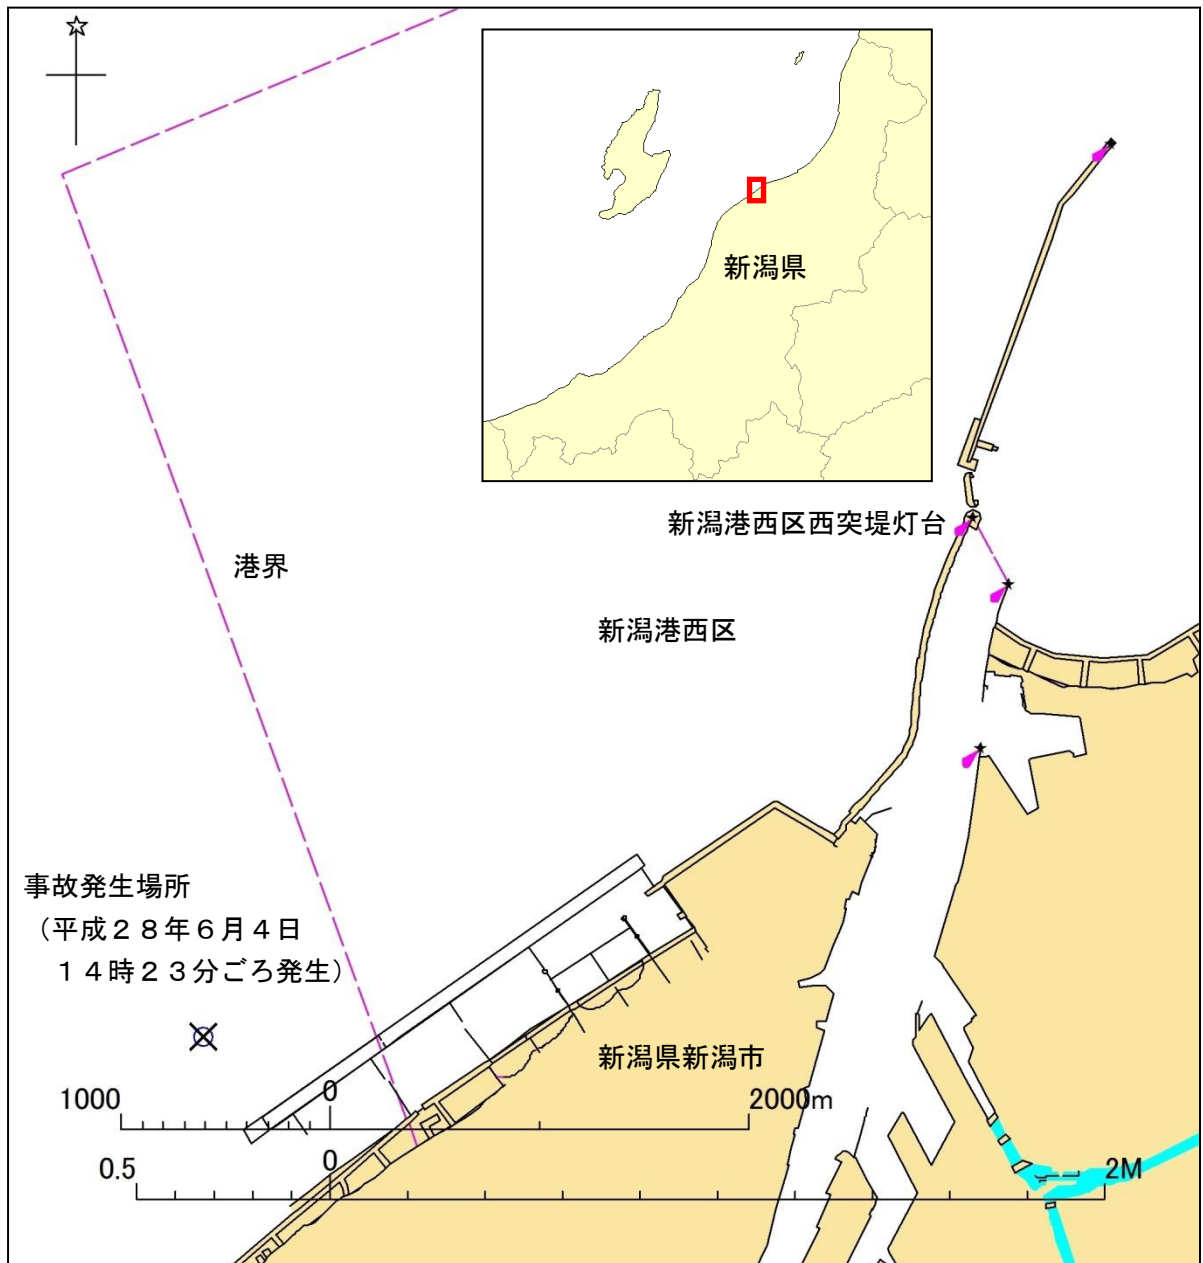 新潟県
新潟港西区西突堤灯台
港界
新潟港西区
事故発生場所
（平成２８年６月４日
１４時２３分ごろ発生）
新潟県新潟市
1000 0 2000m
0.5 0 2M